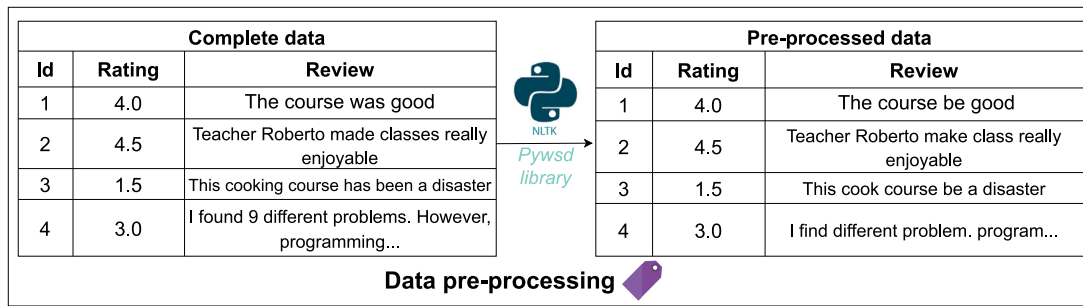 Complete data
Id Rating Review
1 4.0 The course was good
2 4.5 Teacher Roberto made classes really
enjoyable
3 1.5 This cooking course has been a disaster
4 3.0 I found 9 different problems. However,
programming...
NLTK
Pywsd
library
Pre-processed data
Id Rating Review
1 4.0 The course be good
2 4.5 Teacher Roberto make class really
enjoyable
3 1.5 This cook course be a disaster
4 3.0 I find different problem. program...
Data pre-processing